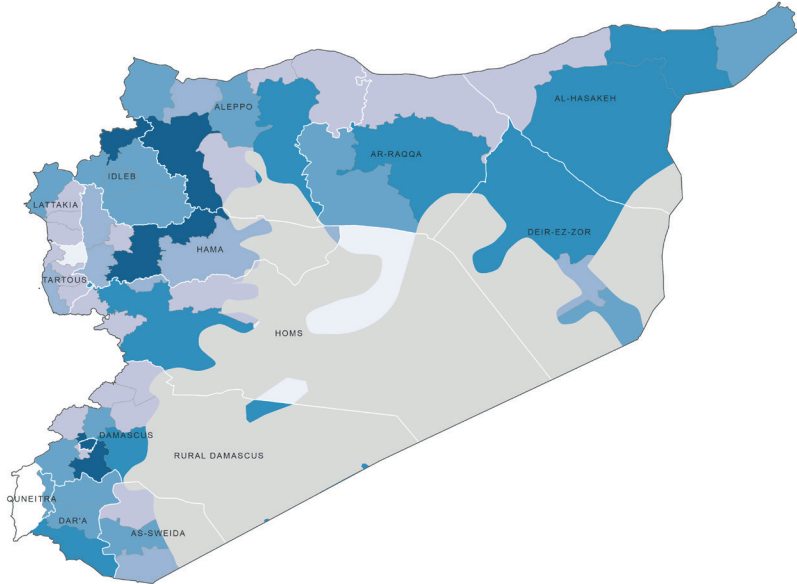 ALEPPO
AL-HASAKEH
AR-RAQQA
IDLEB
LATTAKIA
DEIR-EZ-ZOR
HAMA
TARTOUS
HOMS
DAMASCUS
RURAL DAMASCUS
QUNEITRA
DAR'A
AS-SWEIDA